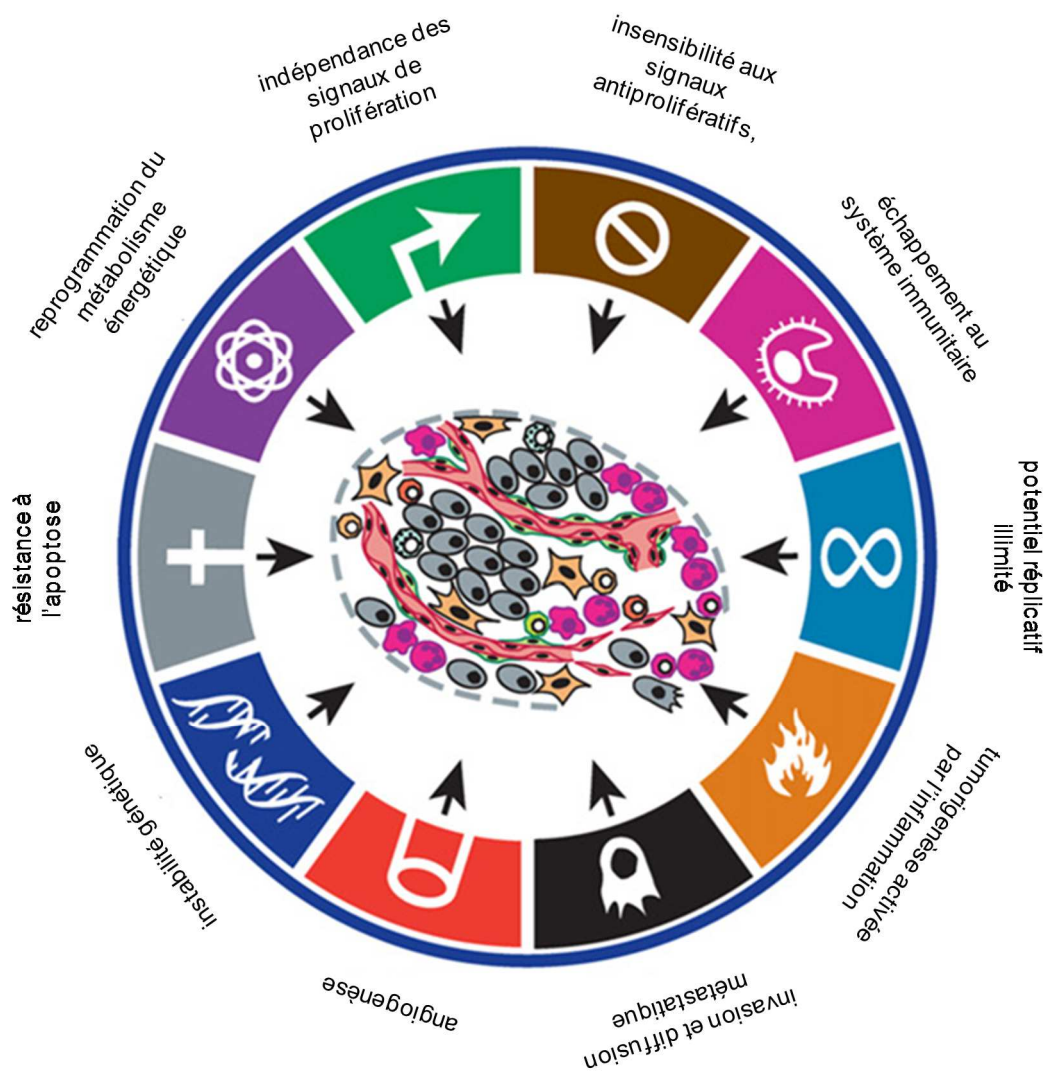 indépendance des
signaux de
prolifération
insensibilité aux
signaux
antiprolifératifs,
échappement au
système immunitaire
potentiel réplicatif
illimité
tumorigenèse activée
par l'inflammation
invasion et diffusion
métastatique
angiogenèse
instabilité génétique
résistance à
l'apoptose
reprogrammation du
métabolisme
énergétique